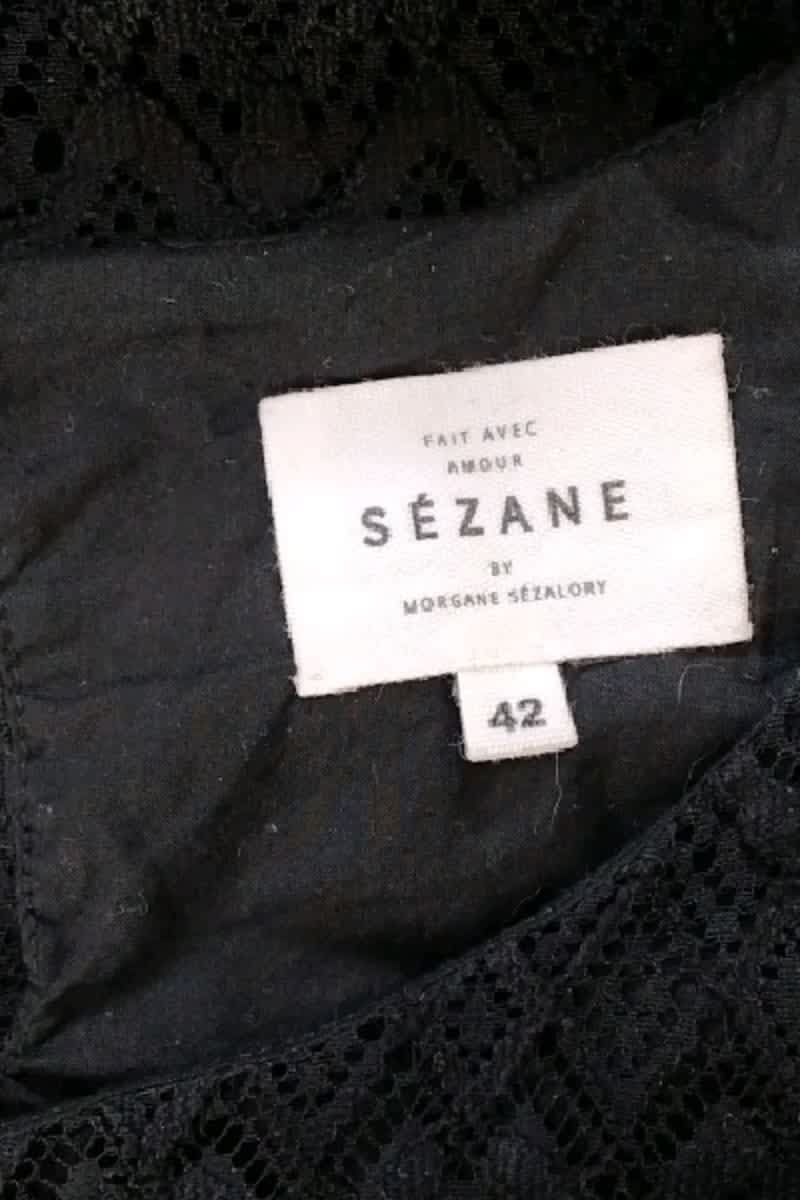 FAIT AVEC
AMOUR
SÉZANE
BY
MORGANE SÉZALORY
42